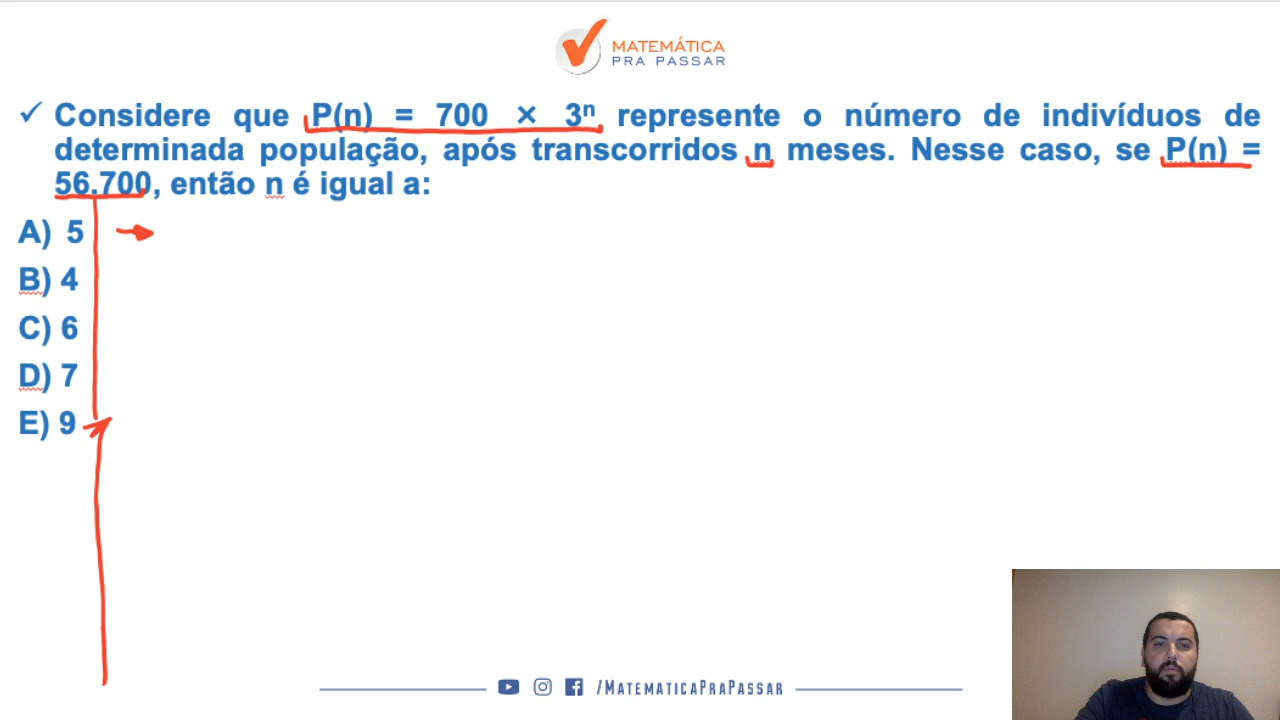 MATEMÁTICA
PRA PASSAR
✓ Considere que P(n) = 700 × 3ⁿ represente o número de indivíduos de
determinada população, após transcorridos n meses. Nesse caso, se P(n) =
56.700, então n é igual a:
A) 5
B) 4
C) 6
D) 7
E) 9
/MATEMATICAPRAPASSAR